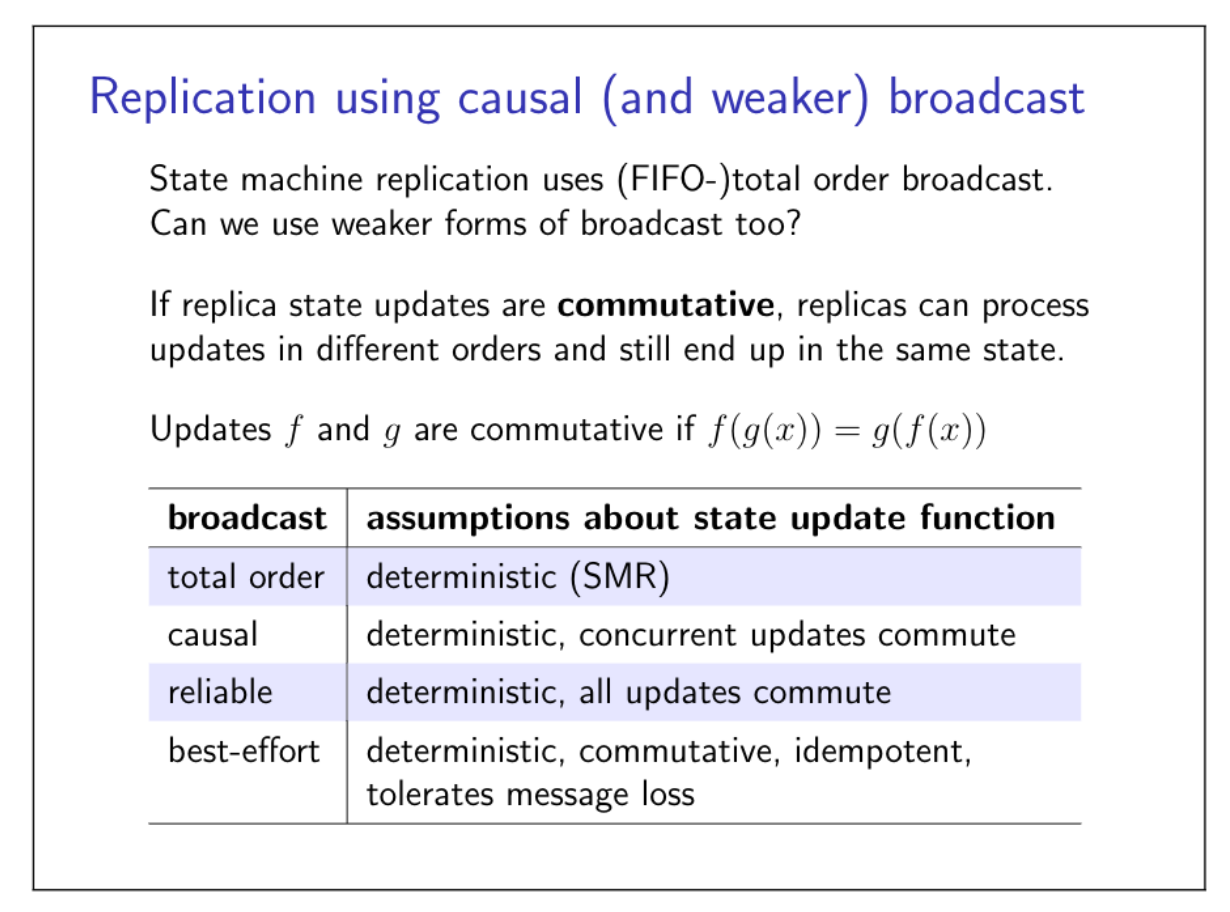 Replication using causal (and weaker) broadcast
State machine replication uses (FIFO-)total order broadcast.
Can we use weaker forms of broadcast too?
If replica state updates are commutative, replicas can process
updates in different orders and still end up in the same state.
Updates f and g are commutative if f(g(x)) = g(f(x))
broadcast assumptions about state update function
total order deterministic (SMR)
causal deterministic, concurrent updates commute
reliable deterministic, all updates commute
best-effort deterministic, commutative, idempotent,
tolerates message loss